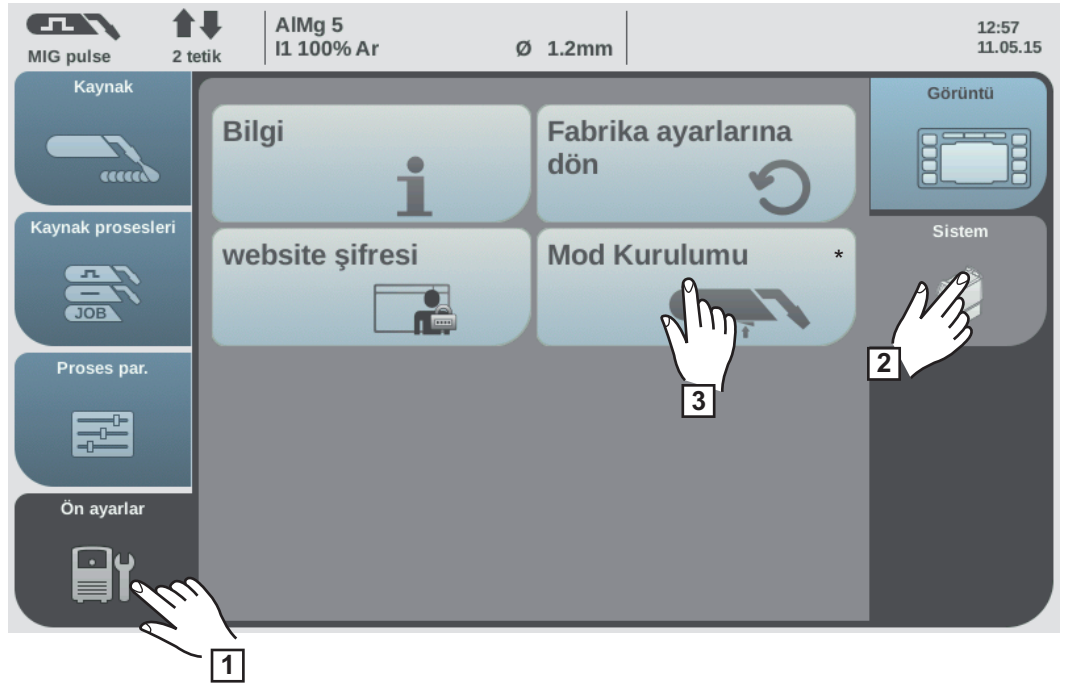 MIG pulse
2 tetik
AlMg 5
I1 100% Ar
Ø 1.2mm
12:57
11.05.15
Kaynak
Kaynak prosesleri
JOB
Proses par.
Ön ayarlar
Bilgi
i
Fabrika ayarlarına
dön
website şifresi
Mod Kurulumu *
Görüntü
Sistem
1
2
3